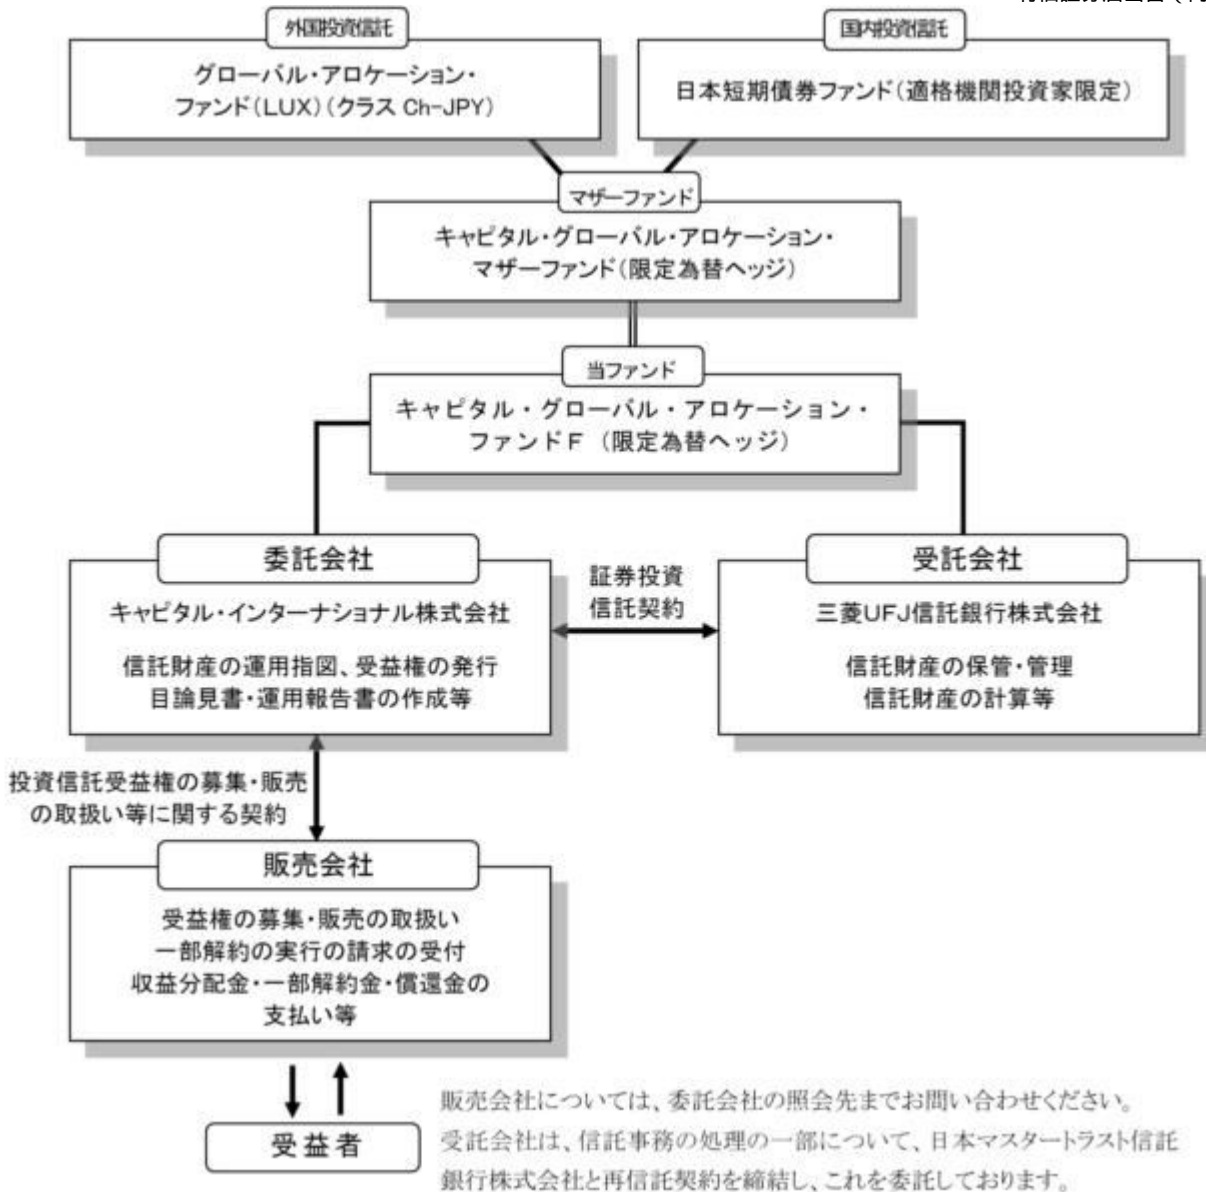 外国投資信託
グローバル・アロケーション・
ファンド(LUX)(クラス Ch-JPY)
国内投資信託
日本短期債券ファンド(適格機関投資家限定)
マザーファンド
キャピタル・グローバル・アロケーション・
マザーファンド(限定為替ヘッジ)
当ファンド
キャピタル・グローバル・アロケーション・
ファンドF (限定為替ヘッジ)
委託会社
キャピタル・インターナショナル株式会社
信託財産の運用指図、受益権の発行
目論見書・運用報告書の作成等
証券投資
信託契約
受託会社
三菱UFJ信託銀行株式会社
信託財産の保管・管理
信託財産の計算等
投資信託受益権の募集・販売
の取扱い等に関する契約
販売会社
受益権の募集・販売の取扱い
一部解約の実行の請求の受付
収益分配金・一部解約金・償還金の
支払い等
受益者
販売会社については、委託会社の照会先までお問い合わせください。
受託会社は、信託事務の処理の一部について、日本マスタートラスト信託
銀行株式会社と再信託契約を締結し、これを委託しております。